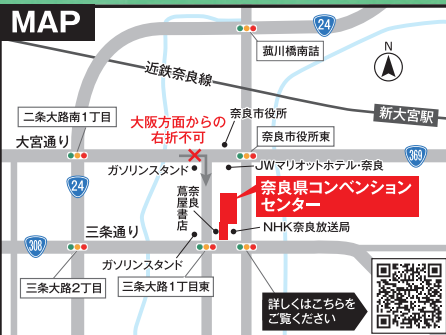 MAP
24
菰川橋南詰
N
近鉄奈良線
新大宮駅
二条大路南1丁目
大阪方面からの
右折不可
奈良市役所
大宮通り
奈良市役所東
369
ガソリンスタンド
JWマリオットホテル・奈良
24
奈良
蔦屋書店
奈良県コンベンション
センター
三条通り
NHK奈良放送局
308
ガソリンスタンド
三条大路2丁目
三条大路1丁目東
詳しくはこちらを
ご覧ください